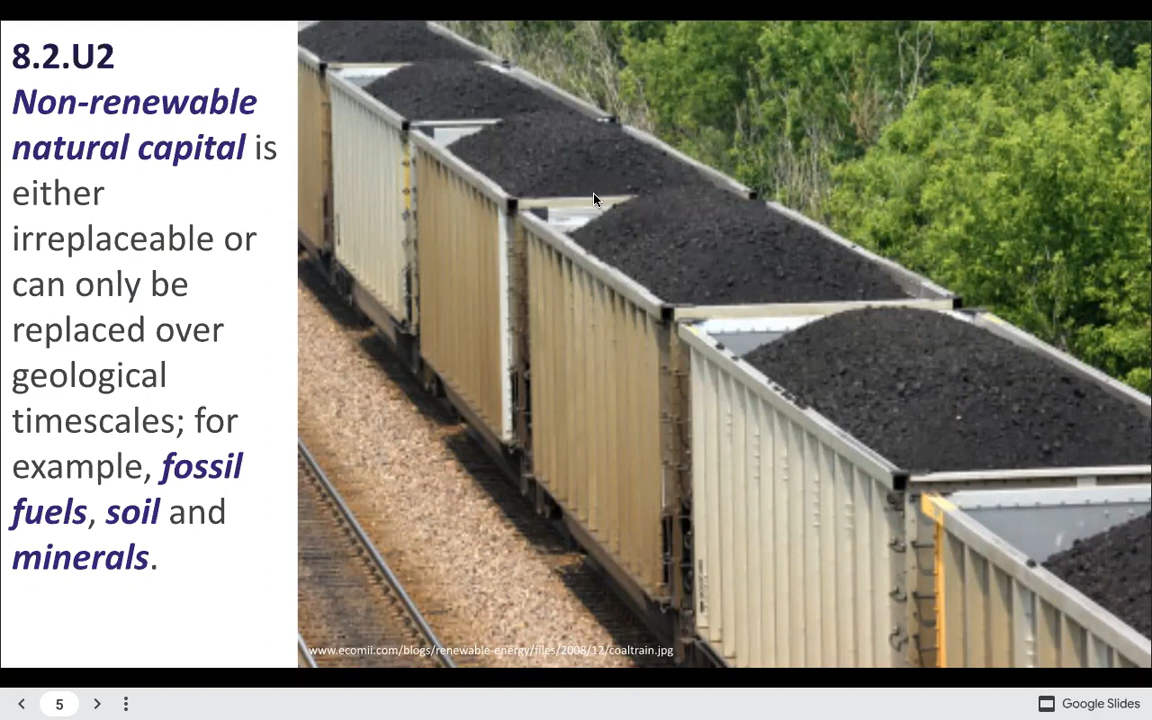 8.2.U2
Non-renewable
natural capital is
either
irreplaceable or
can only be
replaced over
geological
timescales; for
example, fossil
fuels, soil and
minerals.
www.ecomii.com/blogs/renewable-energy/files/2008/12/coaltrain.jpg
5
Google Slides